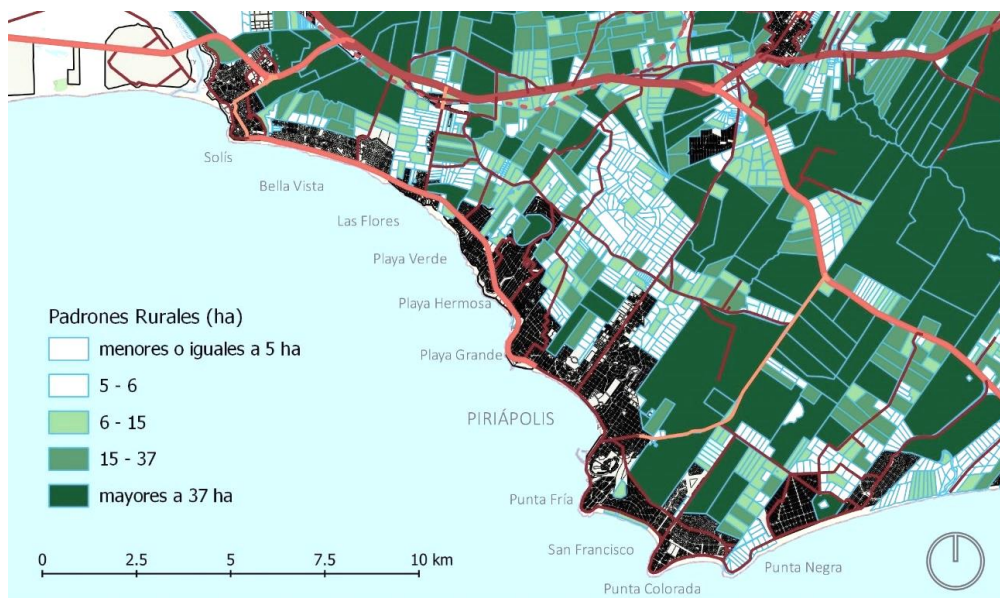 Solís
Bella Vista
Las Flores
Playa Verde
Playa Hermosa
Playa Grande
PIRIÁPOLIS
Punta Fría
San Francisco
Punta Colorada
Punta Negra
Padrones Rurales (ha)
menores o iguales a 5 ha
5 - 6
6 - 15
15 - 37
mayores a 37 ha
0 2.5 5 7.5 10 km